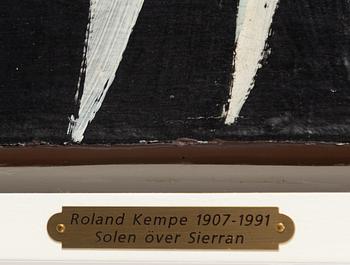 Roland Kempe 1907-1991
Solen över Sierran